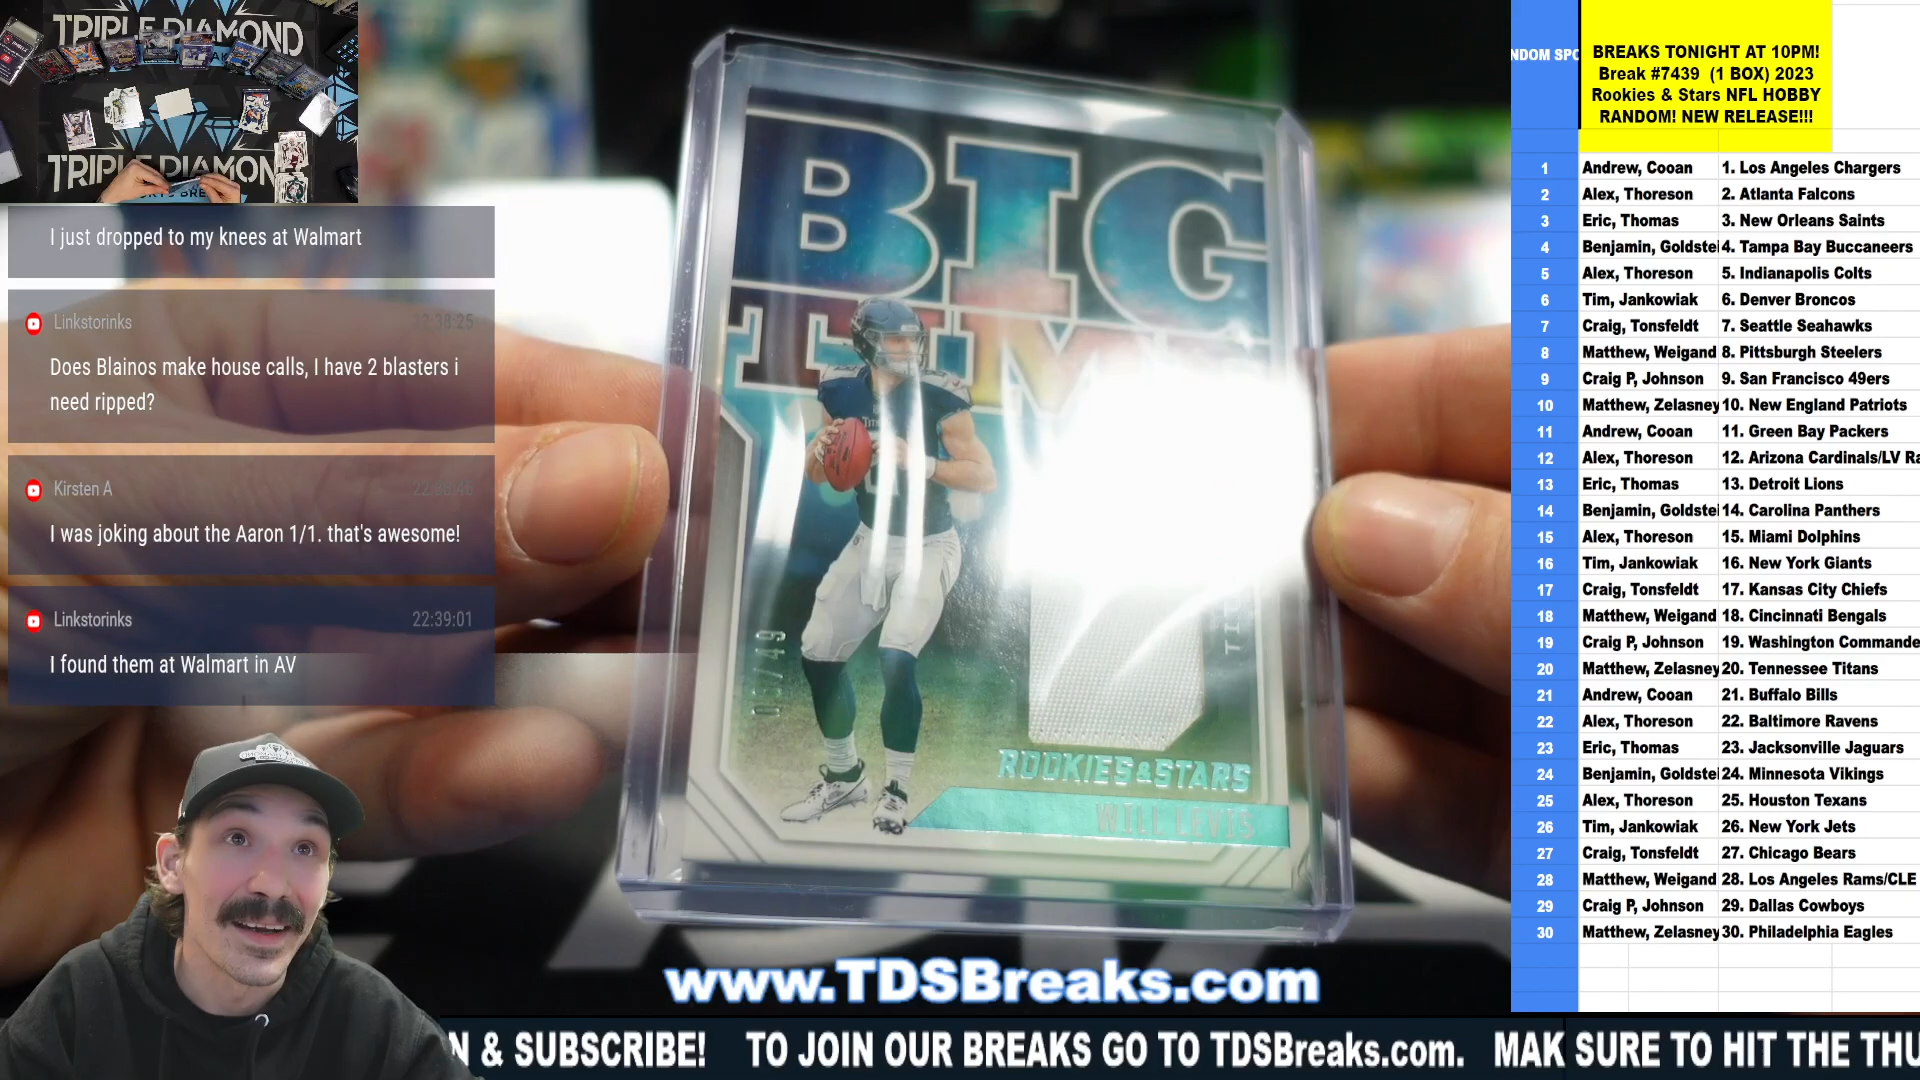 TRIPLE DIAMOND
TRIPLE DIAMOND
I just dropped to my knees at Walmart
Linkstorinks 22:38:25
Does Blainos make house calls, I have 2 blasters i
need ripped?
Kirsten A
I was joking about the Aaron 1/1. that's awesome!
Linkstorinks 22:39:01
I found them at Walmart in AV
BIG
TIME
ROOKIES & STARS
WILL LEVIS
www.TDSBreaks.com
N & SUBSCRIBE! TO JOIN OUR BREAKS GO TO TDSBreaks.com. MAK SURE TO HIT THE THU
NDOM SPO
BREAKS TONIGHT AT 10PM!
Break #7439 (1 BOX) 2023
Rookies & Stars NFL HOBBY
RANDOM! NEW RELEASE!!!
1 Andrew, Cooan 1. Los Angeles Chargers
2 Alex, Thoreson 2. Atlanta Falcons
3 Eric, Thomas 3. New Orleans Saints
4 Benjamin, Goldstei 4. Tampa Bay Buccaneers
5 Alex, Thoreson 5. Indianapolis Colts
6 Tim, Jankowiak 6. Denver Broncos
7 Craig, Tonsfeldt 7. Seattle Seahawks
8 Matthew, Weigand 8. Pittsburgh Steelers
9 Craig P, Johnson 9. San Francisco 49ers
10 Matthew, Zelasney 10. New England Patriots
11 Andrew, Cooan 11. Green Bay Packers
12 Alex, Thoreson 12. Arizona Cardinals/LV Ra
13 Eric, Thomas 13. Detroit Lions
14 Benjamin, Goldstei 14. Carolina Panthers
15 Alex, Thoreson 15. Miami Dolphins
16 Tim, Jankowiak 16. New York Giants
17 Craig, Tonsfeldt 17. Kansas City Chiefs
18 Matthew, Weigand 18. Cincinnati Bengals
19 Craig P, Johnson 19. Washington Commande
20 Matthew, Zelasney 20. Tennessee Titans
21 Andrew, Cooan 21. Buffalo Bills
22 Alex, Thoreson 22. Baltimore Ravens
23 Eric, Thomas 23. Jacksonville Jaguars
24 Benjamin, Goldstei 24. Minnesota Vikings
25 Alex, Thoreson 25. Houston Texans
26 Tim, Jankowiak 26. New York Jets
27 Craig, Tonsfeldt 27. Chicago Bears
28 Matthew, Weigand 28. Los Angeles Rams/CLE
29 Craig P, Johnson 29. Dallas Cowboys
30 Matthew, Zelasney 30. Philadelphia Eagles